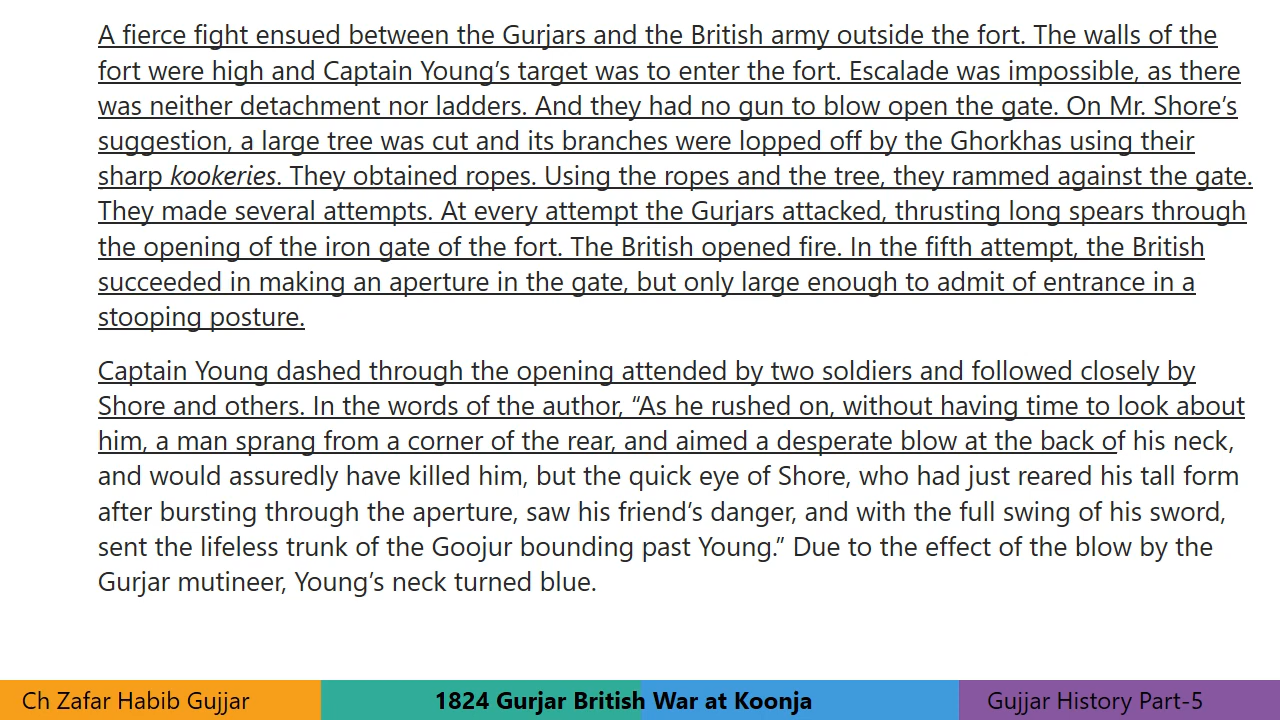 A fierce fight ensued between the Gurjars and the British army outside the fort. The walls of the
fort were high and Captain Young’s target was to enter the fort. Escalade was impossible, as there
was neither detachment nor ladders. And they had no gun to blow open the gate. On Mr. Shore’s
suggestion, a large tree was cut and its branches were lopped off by the Ghorkhas using their
sharp kookeries. They obtained ropes. Using the ropes and the tree, they rammed against the gate.
They made several attempts. At every attempt the Gurjars attacked, thrusting long spears through
the opening of the iron gate of the fort. The British opened fire. In the fifth attempt, the British
succeeded in making an aperture in the gate, but only large enough to admit of entrance in a
stooping posture.
Captain Young dashed through the opening attended by two soldiers and followed closely by
Shore and others. In the words of the author, “As he rushed on, without having time to look about
him, a man sprang from a corner of the rear, and aimed a desperate blow at the back of his neck,
and would assuredly have killed him, but the quick eye of Shore, who had just reared his tall form
after bursting through the aperture, saw his friend’s danger, and with the full swing of his sword,
sent the lifeless trunk of the Goojur bounding past Young.” Due to the effect of the blow by the
Gurjar mutineer, Young’s neck turned blue.
Ch Zafar Habib Gujjar
1824 Gurjar British War at Koonja
Gujjar History Part-5